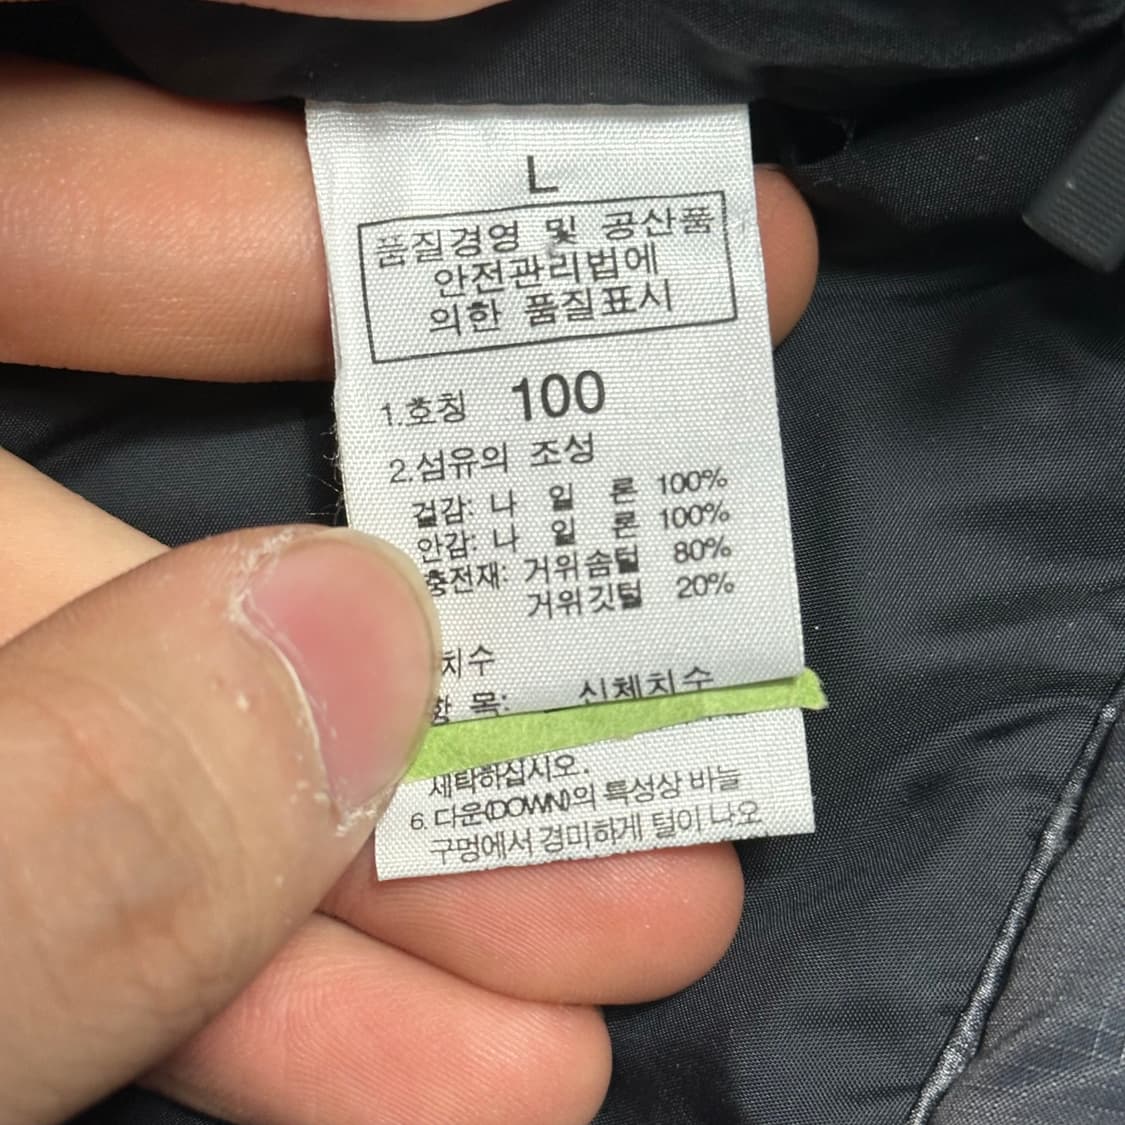 L
품질경영 및 공산품
안전관리법에
의한 품질표시
1.호칭 100
2.섬유의 조성
겉감: 나 일 론 100%
안감: 나 일 론 100%
충전재: 거위솜털 80%
거위깃털 20%
치수
항 목: 신체치수
세탁하십시오.
6. 다운(DOWN)의 특성상 바늘
구멍에서 경미하게 털이 나오